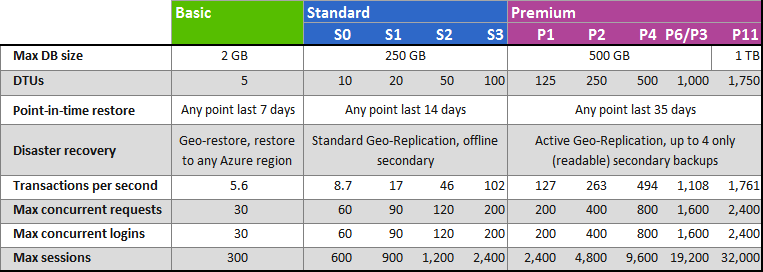 Basic Standard Premium
S0 S1 S2 S3 P1 P2 P4 P6/P3 P11
Max DB size 2 GB 250 GB 500 GB 1 TB
DTUs 5 10 20 50 100 125 250 500 1,000 1,750
Point-in-time restore Any point last 7 days Any point last 14 days Any point last 35 days
Disaster recovery Geo-restore, restore to any Azure region Standard Geo-Replication, offline secondary Active Geo-Replication, up to 4 only (readable) secondary backups
Transactions per second 5.6 8.7 17 46 102 127 263 494 1,108 1,761
Max concurrent requests 30 60 90 120 200 200 400 800 1,600 2,400
Max concurrent logins 30 60 90 120 200 200 400 800 1,600 2,400
Max sessions 300 600 900 1,200 2,400 2,400 4,800 9,600 19,200 32,000